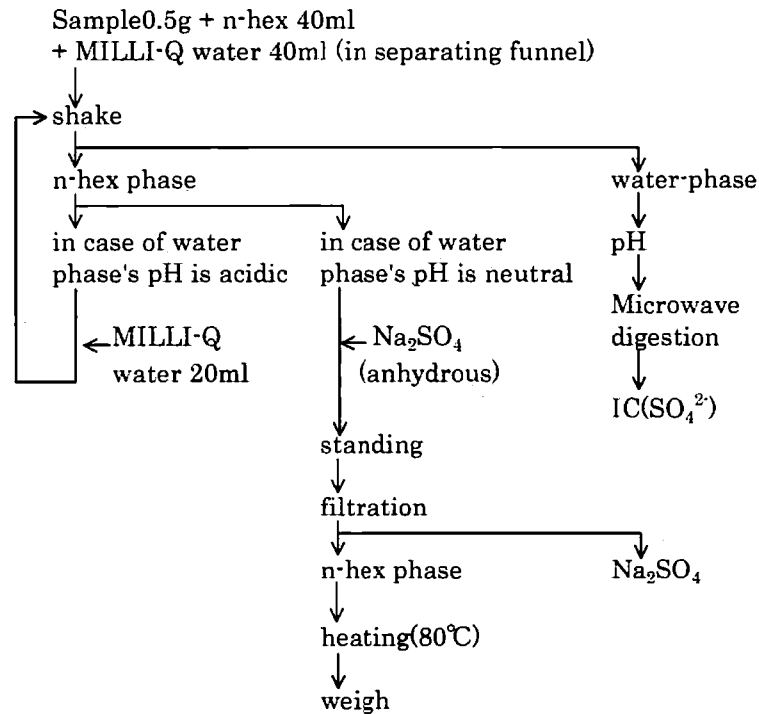 Sample0.5g + n-hex 40ml
+ MILLI-Q water 40ml (in separating funnel)
shake
n-hex phase
water-phase
in case of water
phase's pH is acidic
in case of water
phase's pH is neutral
pH
Microwave
digestion
MILLI-Q
water 20ml
Na₂SO₄
(anhydrous)
IC(SO₄²⁻)
standing
filtration
n-hex phase
Na₂SO₄
heating(80℃)
weigh